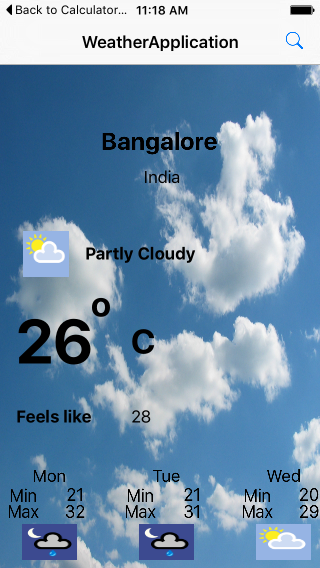 Back to Calculator... 11:18 AM
WeatherApplication
Bangalore
India
Partly Cloudy
26° C
Feels like 28
Mon Tue Wed
Min 21 Min 21 Min 20
Max 32 Max 31 Max 29